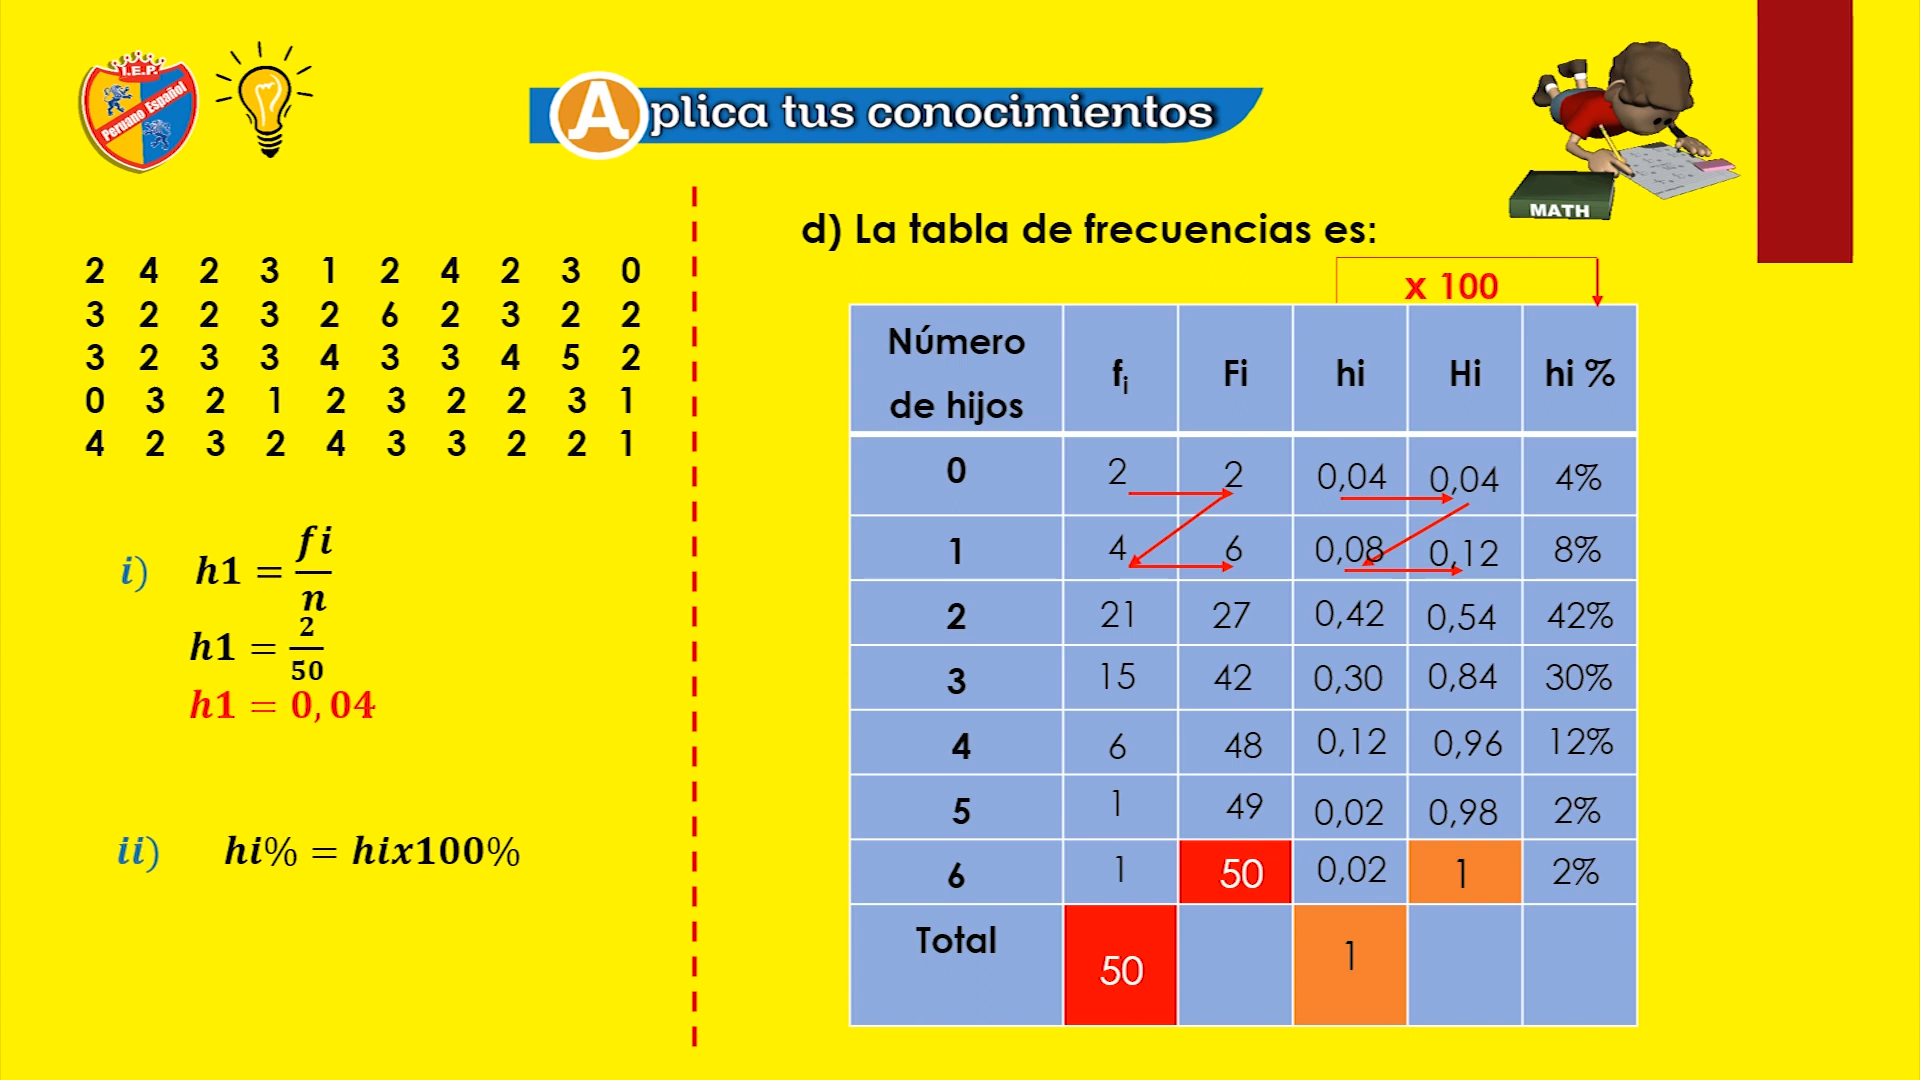 I.E.P.
Peruano Español
Aplica tus conocimientos
MATH
2 4 2 3 1 2 4 2 3 0
3 2 2 3 2 6 2 3 2 2
3 2 3 3 4 3 3 4 5 2
0 3 2 1 2 3 2 2 3 1
4 2 3 2 4 3 3 2 2 1
i) h1 = fi/n
h1 = 2/50
h1 = 0,04
ii) hi% = hix100%
d) La tabla de frecuencias es:
x 100
Número de hijos fi Fi hi Hi hi %
0 2 2 0,04 0,04 4%
1 4 6 0,08 0,12 8%
2 21 27 0,42 0,54 42%
3 15 42 0,30 0,84 30%
4 6 48 0,12 0,96 12%
5 1 49 0,02 0,98 2%
6 1 50 0,02 1 2%
Total 50 1